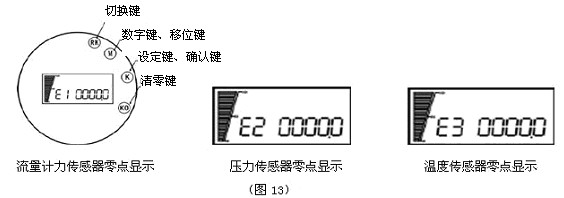 切换键
数字键、移位键
设定键、确认键
清零键
RN
M
K
KO
E1 0000.0
E2 0000.0
E3 0000.0
流量计力传感器零点显示
压力传感器零点显示
温度传感器零点显示
(图 13)